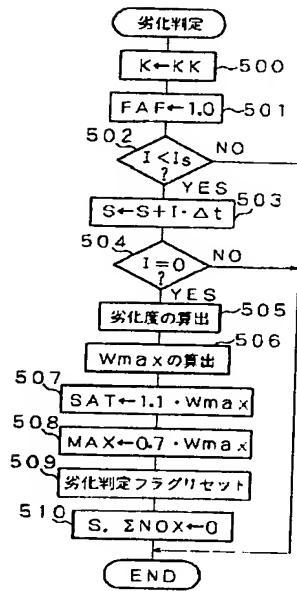 劣化判定
K←KK
500
FAF←1.0
501
502
I<Is
?
NO
YES
S←S+I·Δt
503
504
I=0
?
NO
YES
劣化度の算出
505
Wmaxの算出
506
507
SAT←1.1·Wmax
508
MAX←0.7·Wmax
509
劣化判定フラグリセット
510
S, ΣNOX←0
END